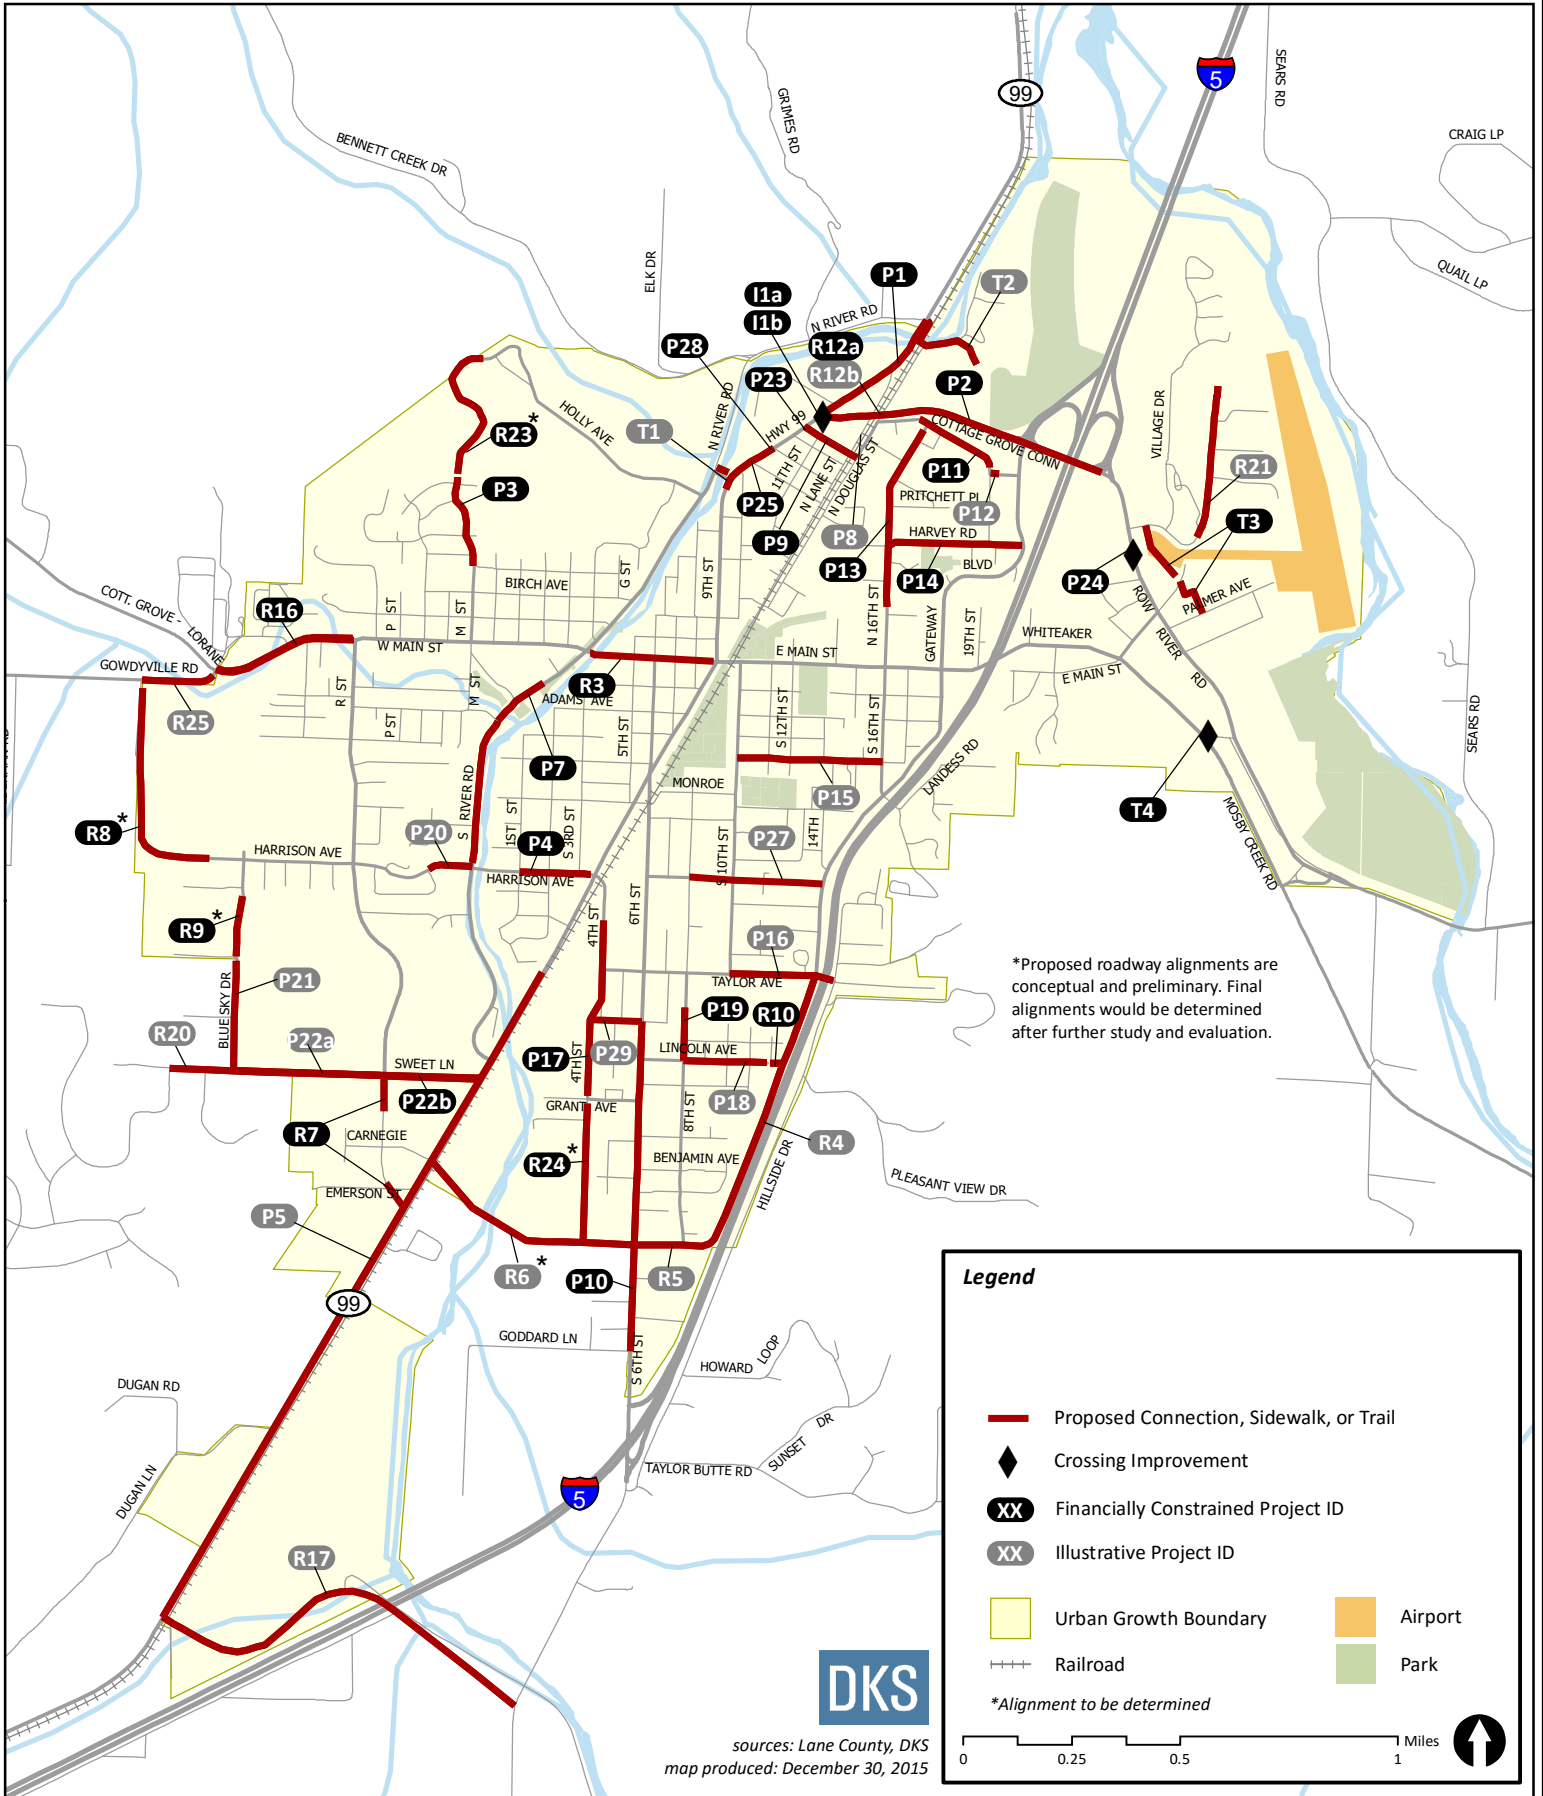 5
99
SEARS RD
CRAIG LP
QUAIL LP
GRIMES RD
BENNETT CREEK DR
ELK DR
P1
T2
I1a
I1b
N RIVER RD
P28
R12a
R12b
P23
P2
HOLLY AVE
R23
*
T1
N RIVER RD
HWY 99
COTTAGE GROVE CONN
VILLAGE DR
R21
P3
11TH ST
N LANE ST
N DOUGLAS ST
P11
PRITCHETT PL
P12
P25
P9
P8
HARVEY RD
T3
P13
P14
BLVD
P24
BIRCH AVE
G ST
9TH ST
PALMER AVE
COTT. GROVE - LORANE
R16
P ST
M ST
W MAIN ST
N 16TH ST
GATEWAY
19TH ST
WHITEAKER
ROW RIVER RD
E MAIN ST
E MAIN ST
GOWDYVILLE RD
R3
R25
R ST
M ST
P ST
ADAMS AVE
5TH ST
S 12TH ST
S 16TH ST
SEARS RD
P7
MONROE
LANDESS RD
P15
T4
MOSBY CREEK RD
R8
*
S RIVER RD
P20
1ST ST
S 3RD ST
P4
P27
14TH
S 10TH ST
HARRISON AVE
HARRISON AVE
R9
*
4TH ST
6TH ST
P16
TAYLOR AVE
P21
BLUE SKY DR
*Proposed roadway alignments are
conceptual and preliminary. Final
alignments would be determined
after further study and evaluation.
P19
R10
R20
P22a
SWEET LN
P17
4TH ST
P29
LINCOLN AVE
P22b
GRANT AVE
8TH ST
P18
R7
CARNEGIE
R24
*
BENJAMIN AVE
R4
HILLSIDE DR
PLEASANT VIEW DR
EMERSON ST
P5
R6
*
P10
R5
99
GODDARD LN
S 6TH ST
HOWARD LOOP
DUGAN RD
SUNSET DR
TAYLOR BUTTE RD
DUGAN LN
5
R17
Legend
Proposed Connection, Sidewalk, or Trail
Crossing Improvement
XX Financially Constrained Project ID
XX Illustrative Project ID
Urban Growth Boundary
Airport
Railroad
Park
*Alignment to be determined
Miles
0 0.25 0.5 1
DKS
sources: Lane County, DKS
map produced: December 30, 2015